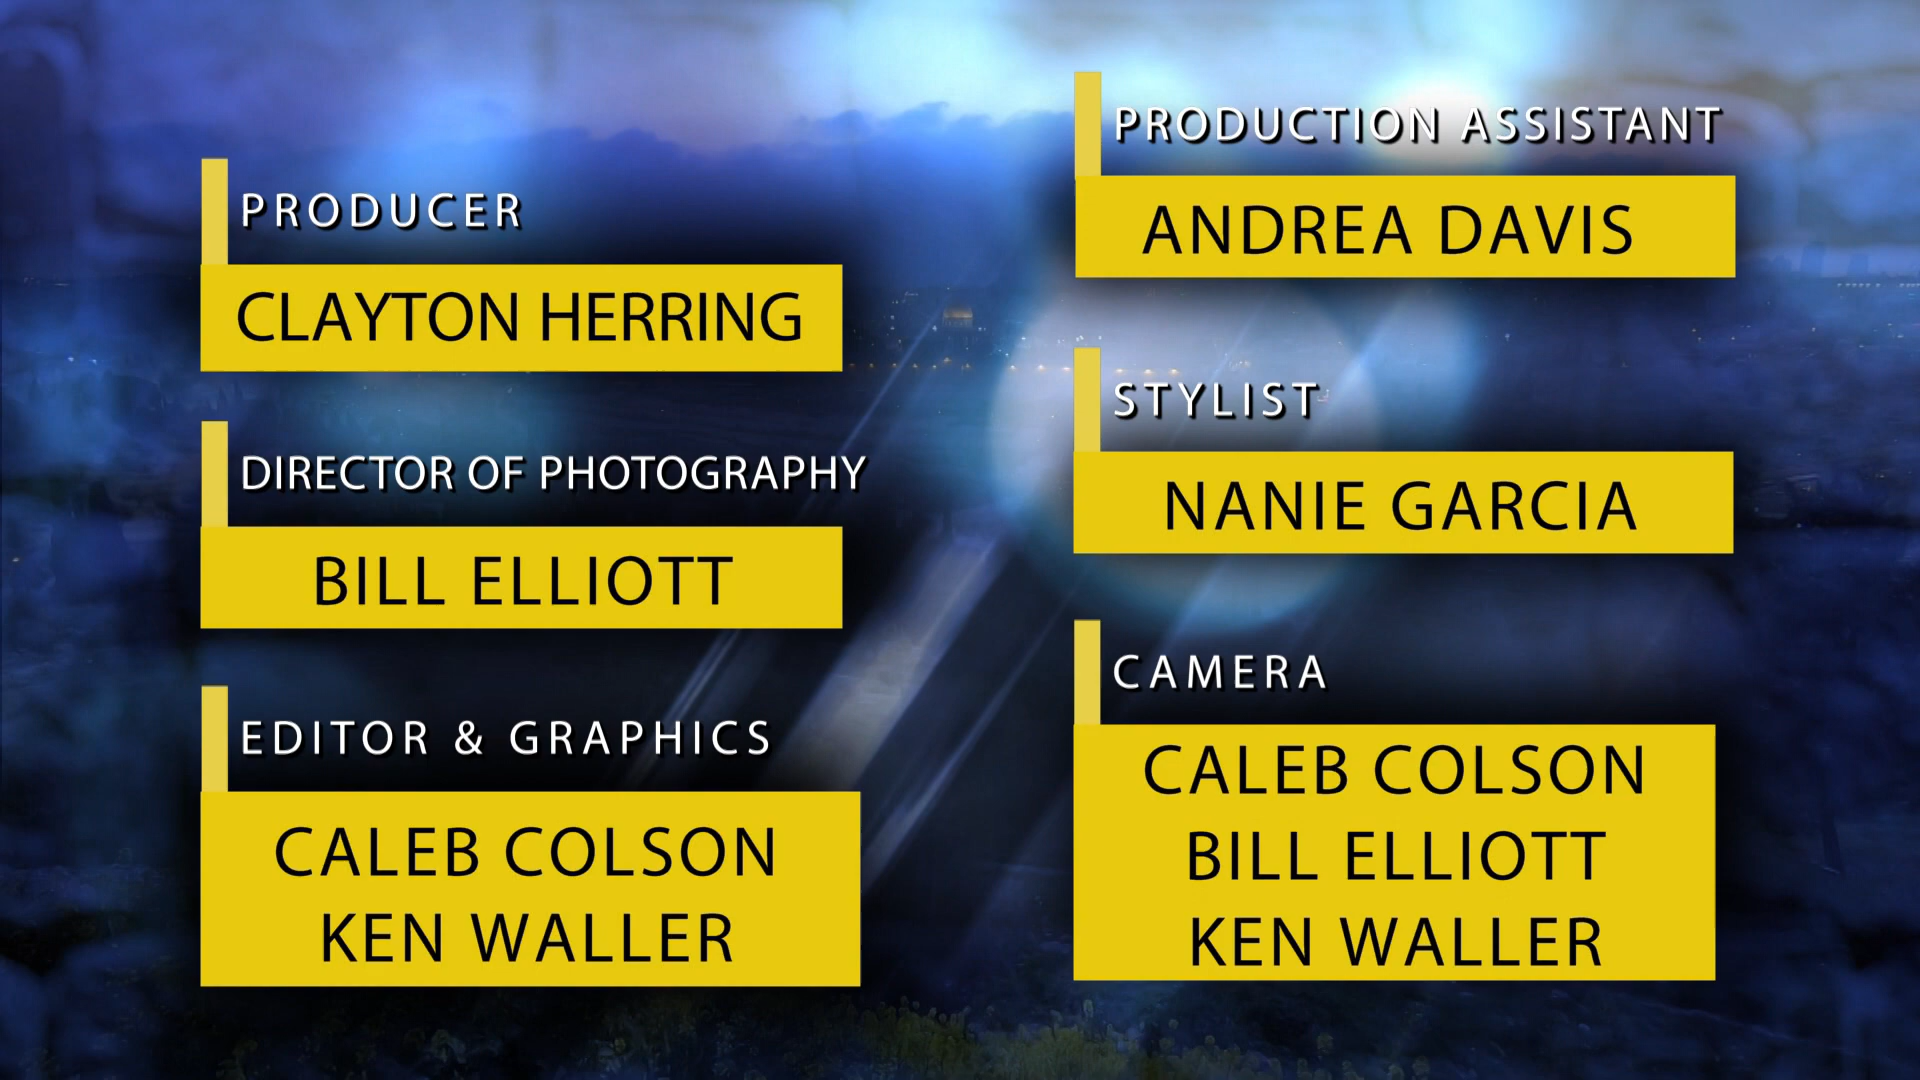 PRODUCER
CLAYTON HERRING
DIRECTOR OF PHOTOGRAPHY
BILL ELLIOTT
EDITOR & GRAPHICS
CALEB COLSON
KEN WALLER
PRODUCTION ASSISTANT
ANDREA DAVIS
STYLIST
NANIE GARCIA
CAMERA
CALEB COLSON
BILL ELLIOTT
KEN WALLER